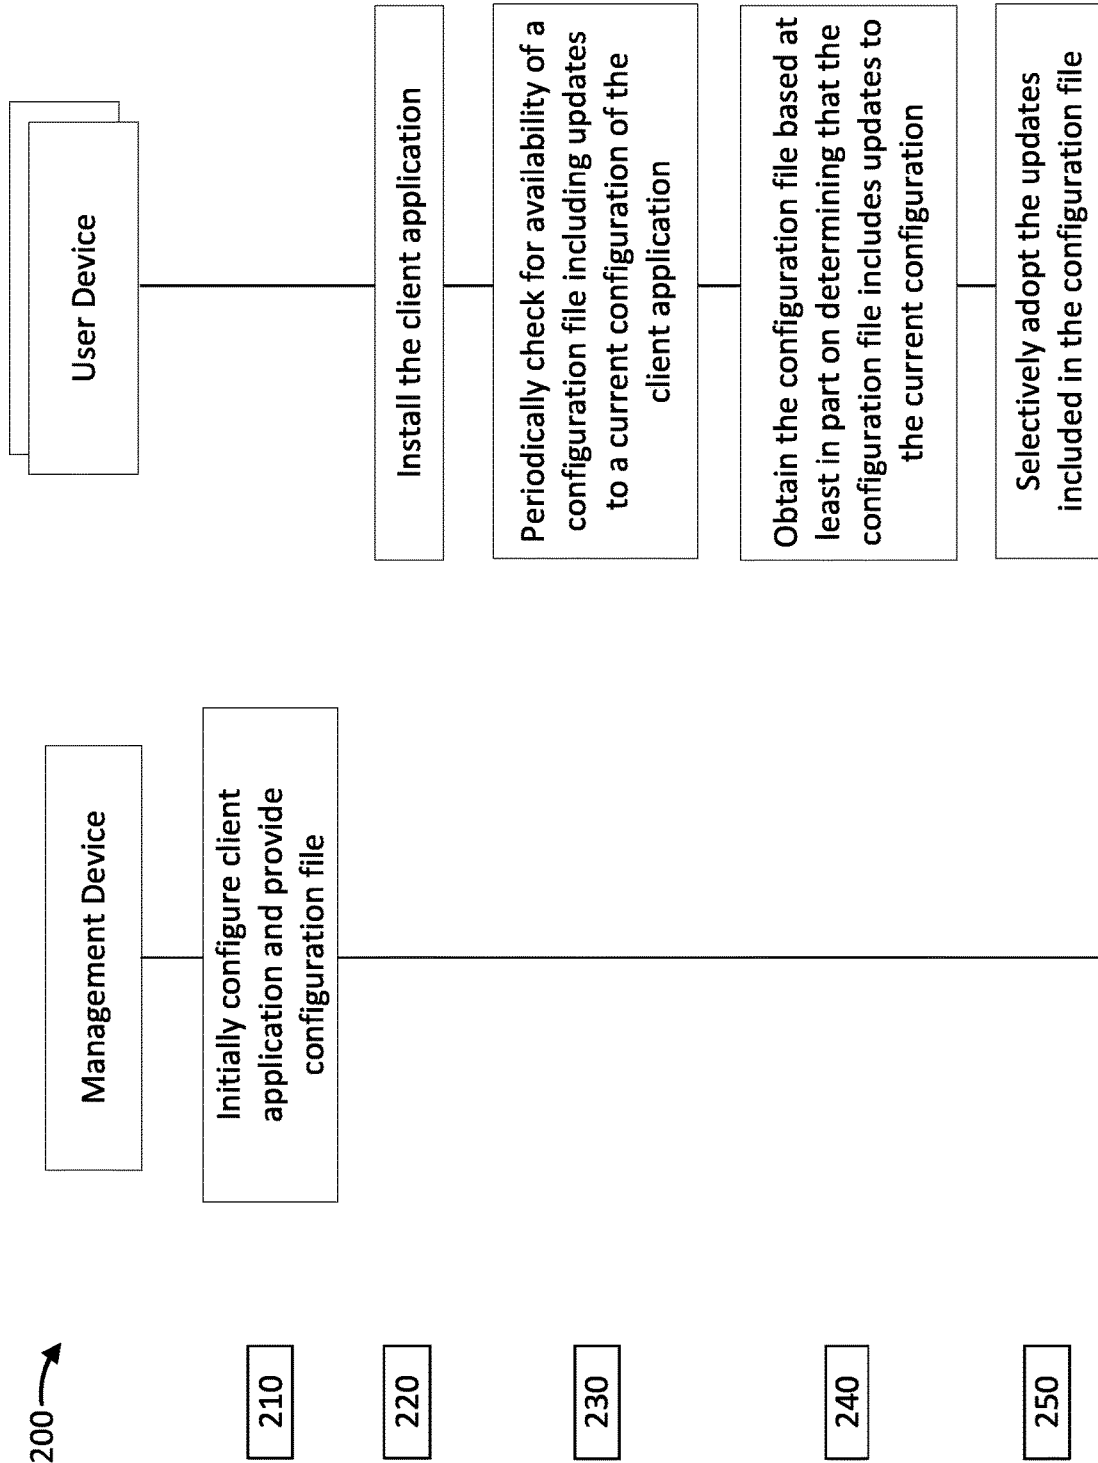 200
Management Device
User Device
210
Initially configure client
application and provide
configuration file
220
Install the client application
230
Periodically check for availability of a
configuration file including updates
to a current configuration of the
client application
240
Obtain the configuration file based at
least in part on determining that the
configuration file includes updates to
the current configuration
250
Selectively adopt the updates
included in the configuration file